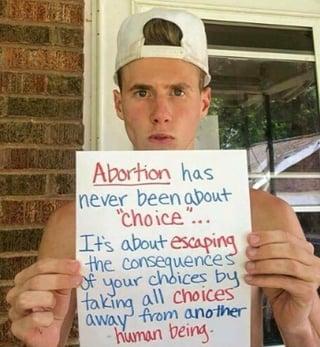 Abortion has
never been about
"choice"...
It's about escaping
the consequences
of your choices by
taking all choices
away from another
human being.